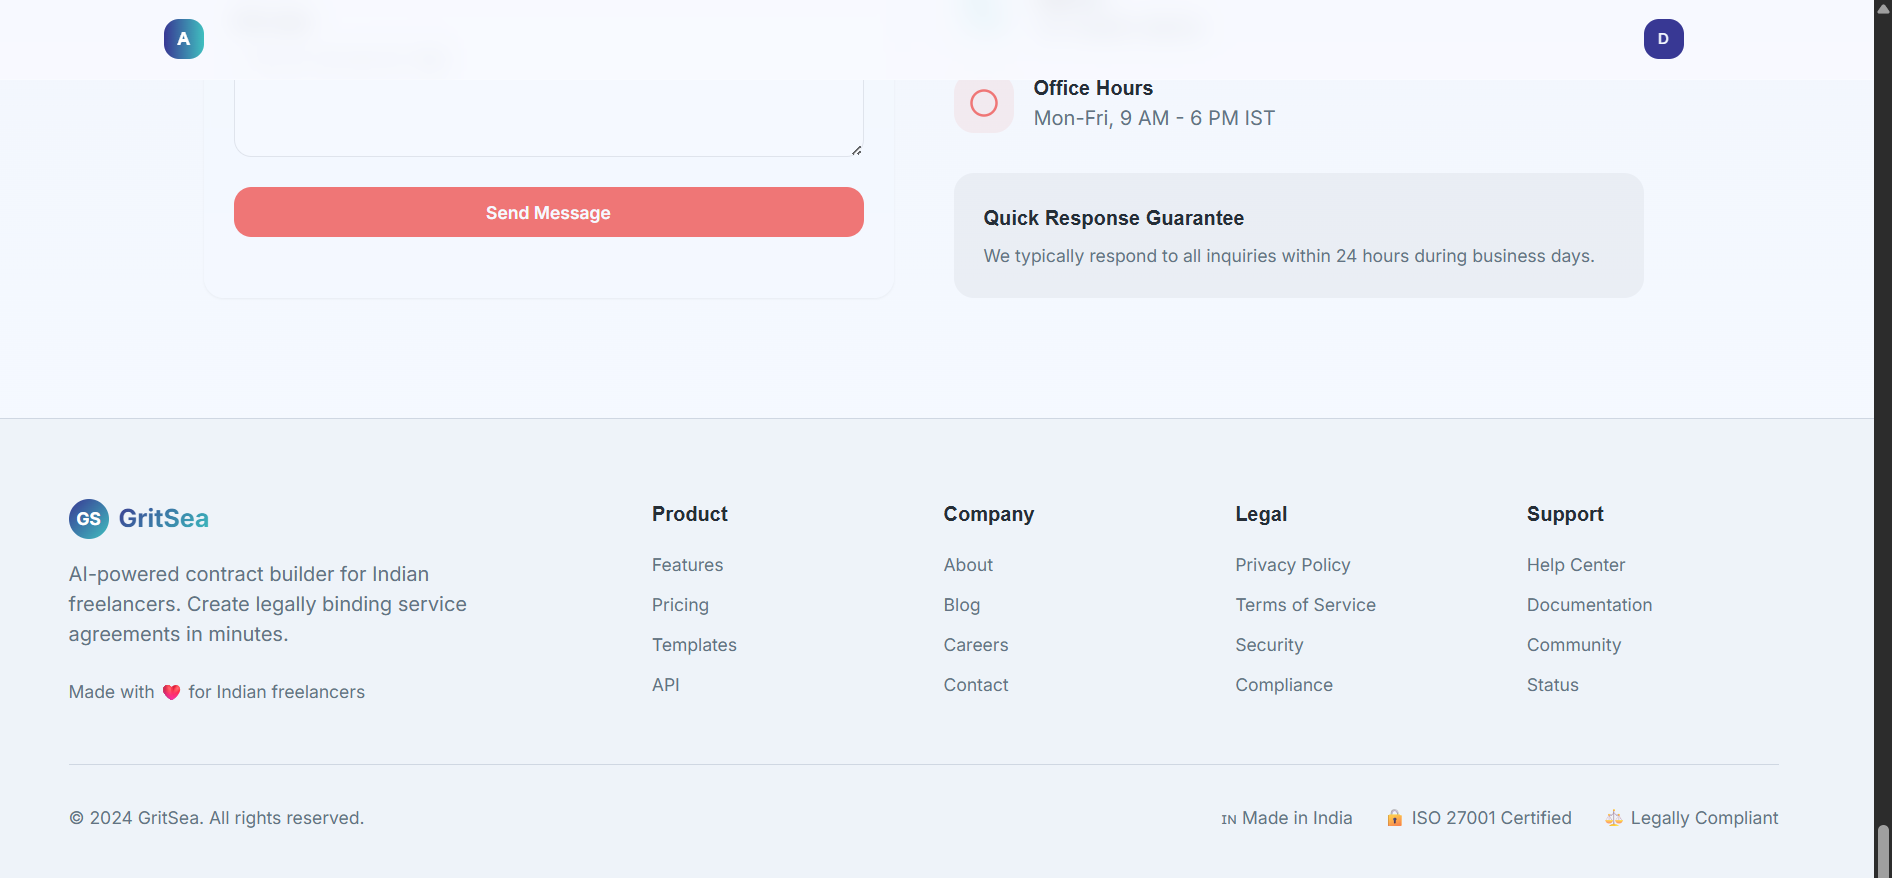 A
D
Office Hours
Mon-Fri, 9 AM - 6 PM IST
Send Message
Quick Response Guarantee
We typically respond to all inquiries within 24 hours during business days.
GS GritSea
AI-powered contract builder for Indian
freelancers. Create legally binding service
agreements in minutes.
Made with ❤️ for Indian freelancers
Product
Features
Pricing
Templates
API
Company
About
Blog
Careers
Contact
Legal
Privacy Policy
Terms of Service
Security
Compliance
Support
Help Center
Documentation
Community
Status
© 2024 GritSea. All rights reserved.
IN Made in India
🔒 ISO 27001 Certified
⚖️ Legally Compliant